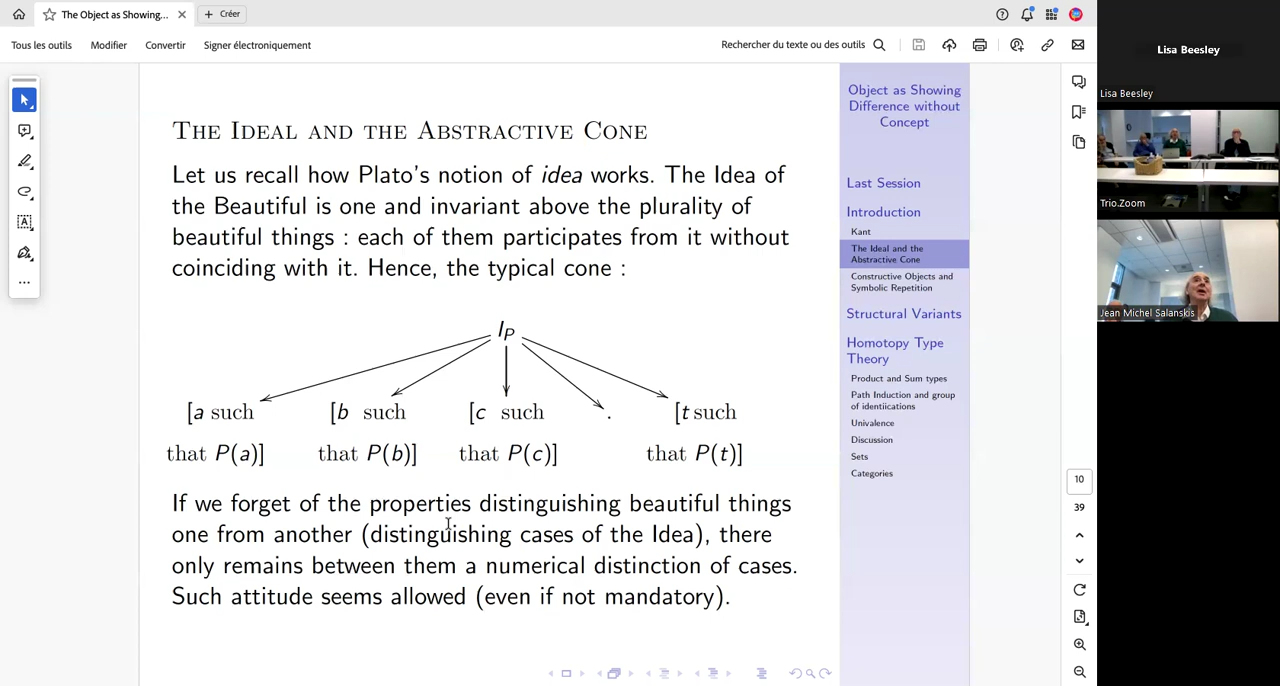 The Object as Showing...
Créer
Tous les outils
Modifier
Convertir
Signer électroniquement
Rechercher du texte ou des outils
The Ideal and the Abstractive Cone
Let us recall how Plato's notion of idea works. The Idea of
the Beautiful is one and invariant above the plurality of
beautiful things : each of them participates from it without
coinciding with it. Hence, the typical cone :
I_P
[a such
that P(a)]
[b such
that P(b)]
[c such
that P(c)]
.
[t such
that P(t)]
If we forget of the properties distinguishing beautiful things
one from another (distinguishing cases of the Idea), there
only remains between them a numerical distinction of cases.
Such attitude seems allowed (even if not mandatory).
Object as Showing
Difference without
Concept
Last Session
Introduction
Kant
The Ideal and the
Abstractive Cone
Constructive Objects and
Symbolic Repetition
Structural Variants
Homotopy Type
Theory
Product and Sum types
Path Induction and group
of identiications
Univalence
Discussion
Sets
Categories
10
39
Lisa Beesley
Lisa Beesley
Trio.Zoom
Jean Michel Salanskis